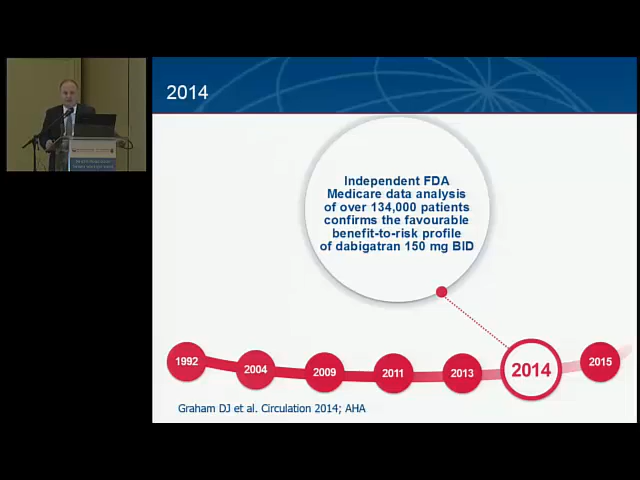 2014
Independent FDA
Medicare data analysis
of over 134,000 patients
confirms the favourable
benefit-to-risk profile
of dabigatran 150 mg BID
1992
2004
2009
2011
2013
2014
2015
Graham DJ et al. Circulation 2014; AHA